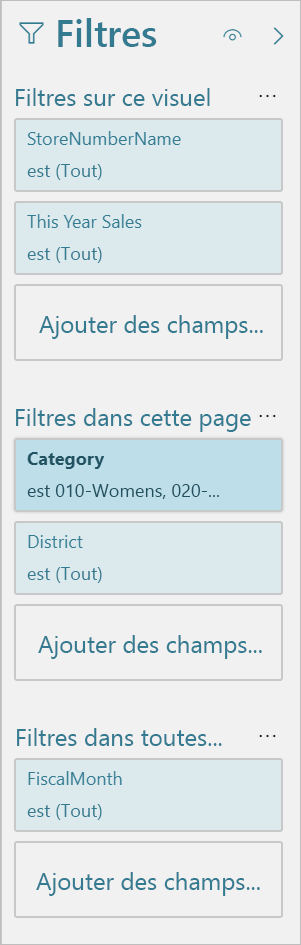 Filtres
Filtres sur ce visuel ...
StoreNumberName
est (Tout)
This Year Sales
est (Tout)
Ajouter des champs...
Filtres dans cette page ...
Category
est 010-Womens, 020-...
District
est (Tout)
Ajouter des champs...
Filtres dans toutes... ...
FiscalMonth
est (Tout)
Ajouter des champs...